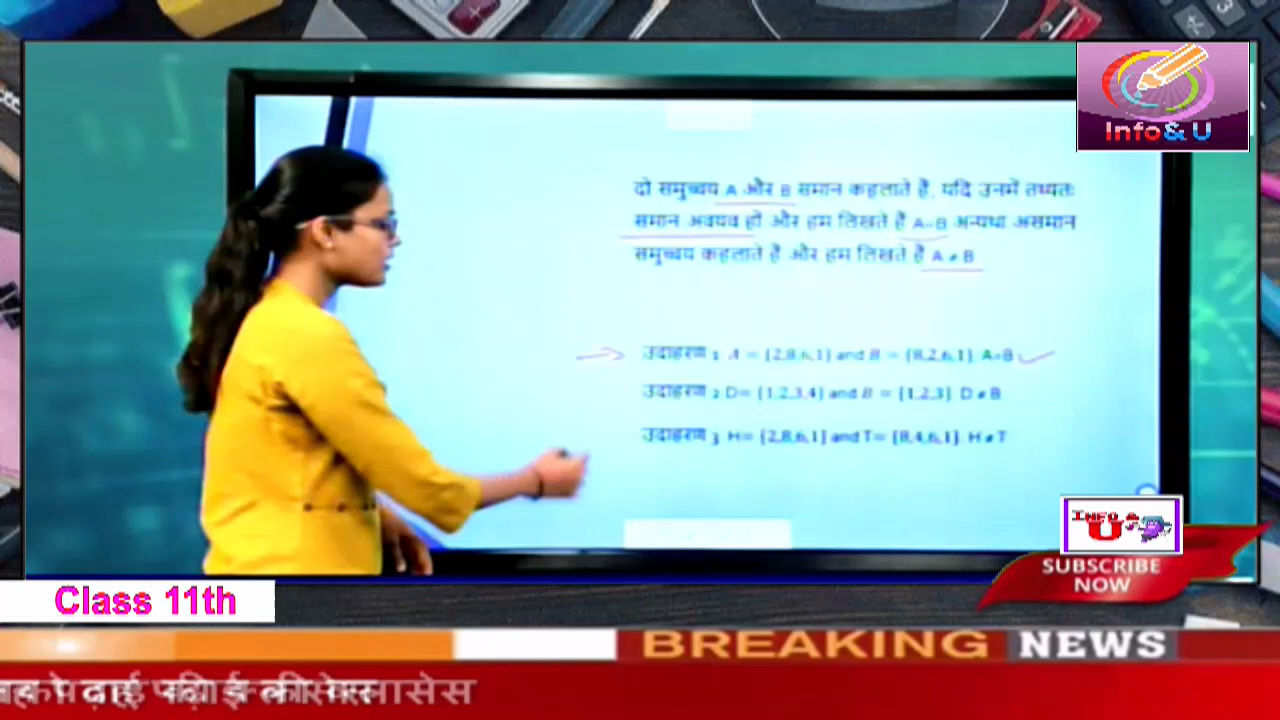 Info & U
दो समुच्चय A और B समान कहलाते हैं, यदि उनमें तथ्यतः
समान अवयव हों और हम लिखते हैं A=B अन्यथा असमान
समुच्चय कहलाते हैं और हम लिखते हैं A ≠ B
उदाहरण 1 A = {2,8,6,1} and B = {8,2,6,1}. A=B
उदाहरण 2 D= {1,2,3,4} and B = {1,2,3} D ≠ B
उदाहरण 3 H= {2,8,6,1} and T= {8,4,6,1}. H ≠ T
INFO &
U
SUBSCRIBE
NOW
Class 11th
BREAKING NEWS